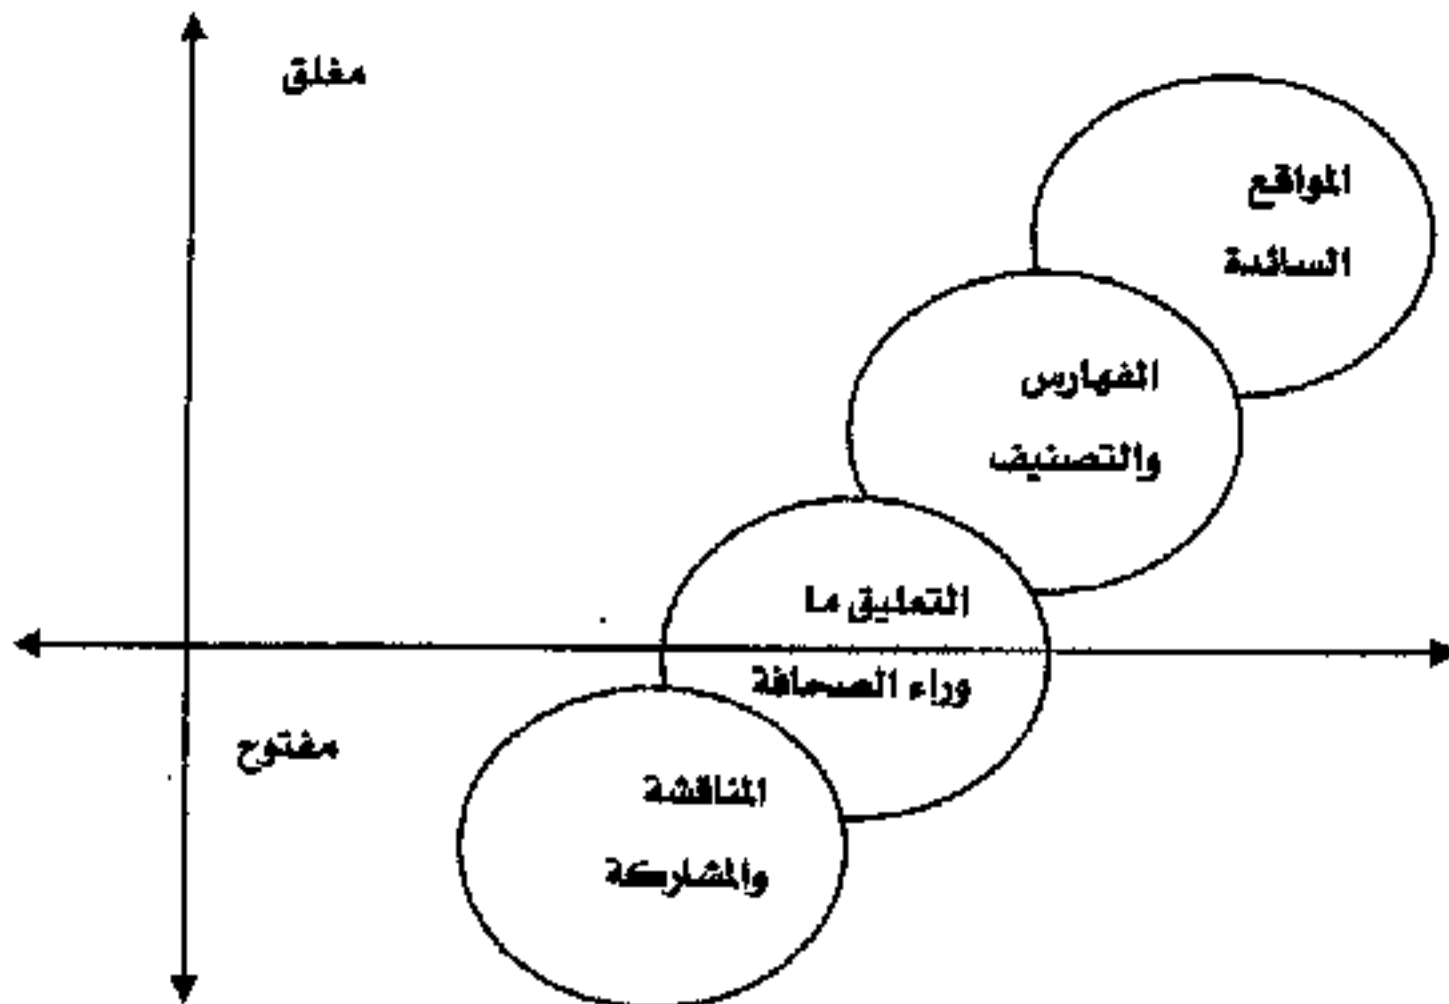 مغلق
المواقع
السائدة
الفهارس
والتصنيف
التعليق ما
وراء الصحافة
مفتوح
المناقشة
والمشاركة